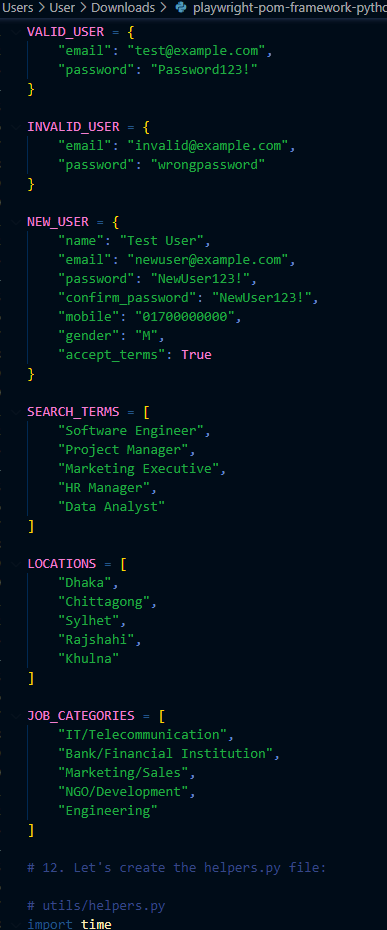 Users > User > Downloads > playwright-pom-framework-pytho
VALID_USER = {
    "email": "test@example.com",
    "password": "Password123!"
}
INVALID_USER = {
    "email": "invalid@example.com",
    "password": "wrongpassword"
}
NEW_USER = {
    "name": "Test User",
    "email": "newuser@example.com",
    "password": "NewUser123!",
    "confirm_password": "NewUser123!",
    "mobile": "01700000000",
    "gender": "M",
    "accept_terms": True
}
SEARCH_TERMS = [
    "Software Engineer",
    "Project Manager",
    "Marketing Executive",
    "HR Manager",
    "Data Analyst"
]
LOCATIONS = [
    "Dhaka",
    "Chittagong",
    "Sylhet",
    "Rajshahi",
    "Khulna"
]
JOB_CATEGORIES = [
    "IT/Telecommunication",
    "Bank/Financial Institution",
    "Marketing/Sales",
    "NGO/Development",
    "Engineering"
]
# 12. Let's create the helpers.py file:
# utils/helpers.py
import time